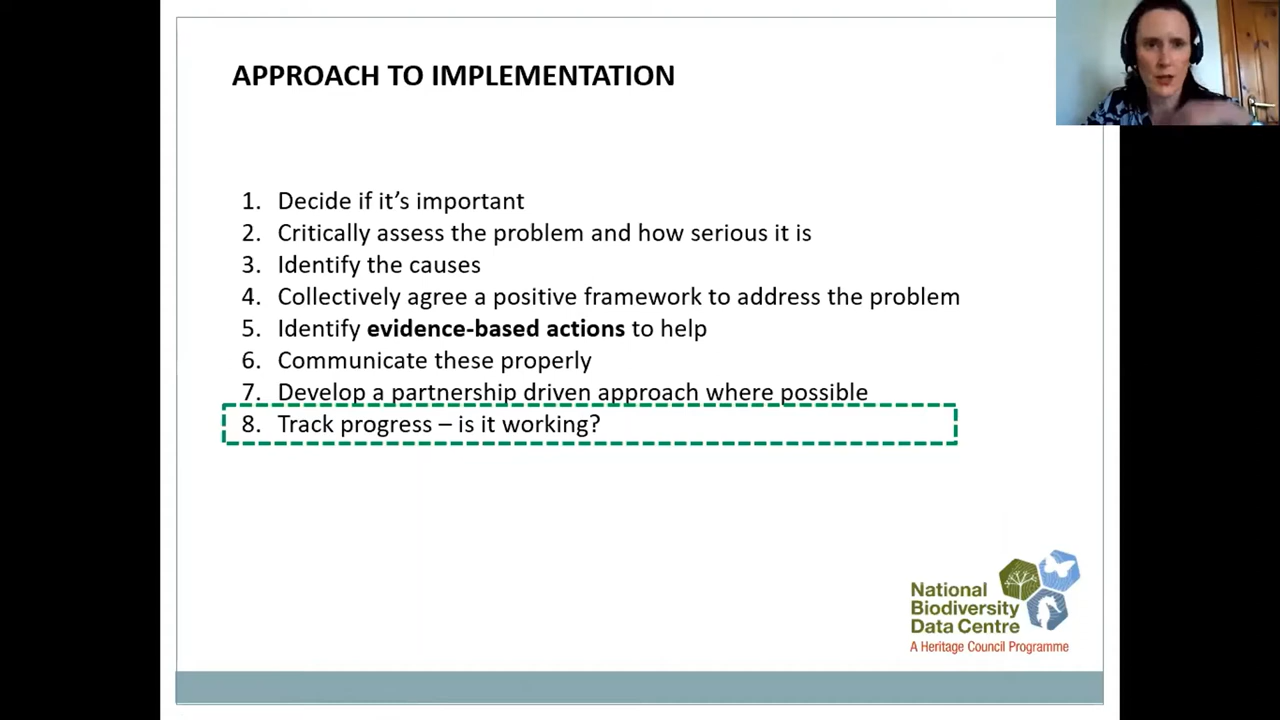 APPROACH TO IMPLEMENTATION
1. Decide if it's important
2. Critically assess the problem and how serious it is
3. Identify the causes
4. Collectively agree a positive framework to address the problem
5. Identify evidence-based actions to help
6. Communicate these properly
7. Develop a partnership driven approach where possible
8. Track progress – is it working?
National
Biodiversity
Data Centre
A Heritage Council Programme